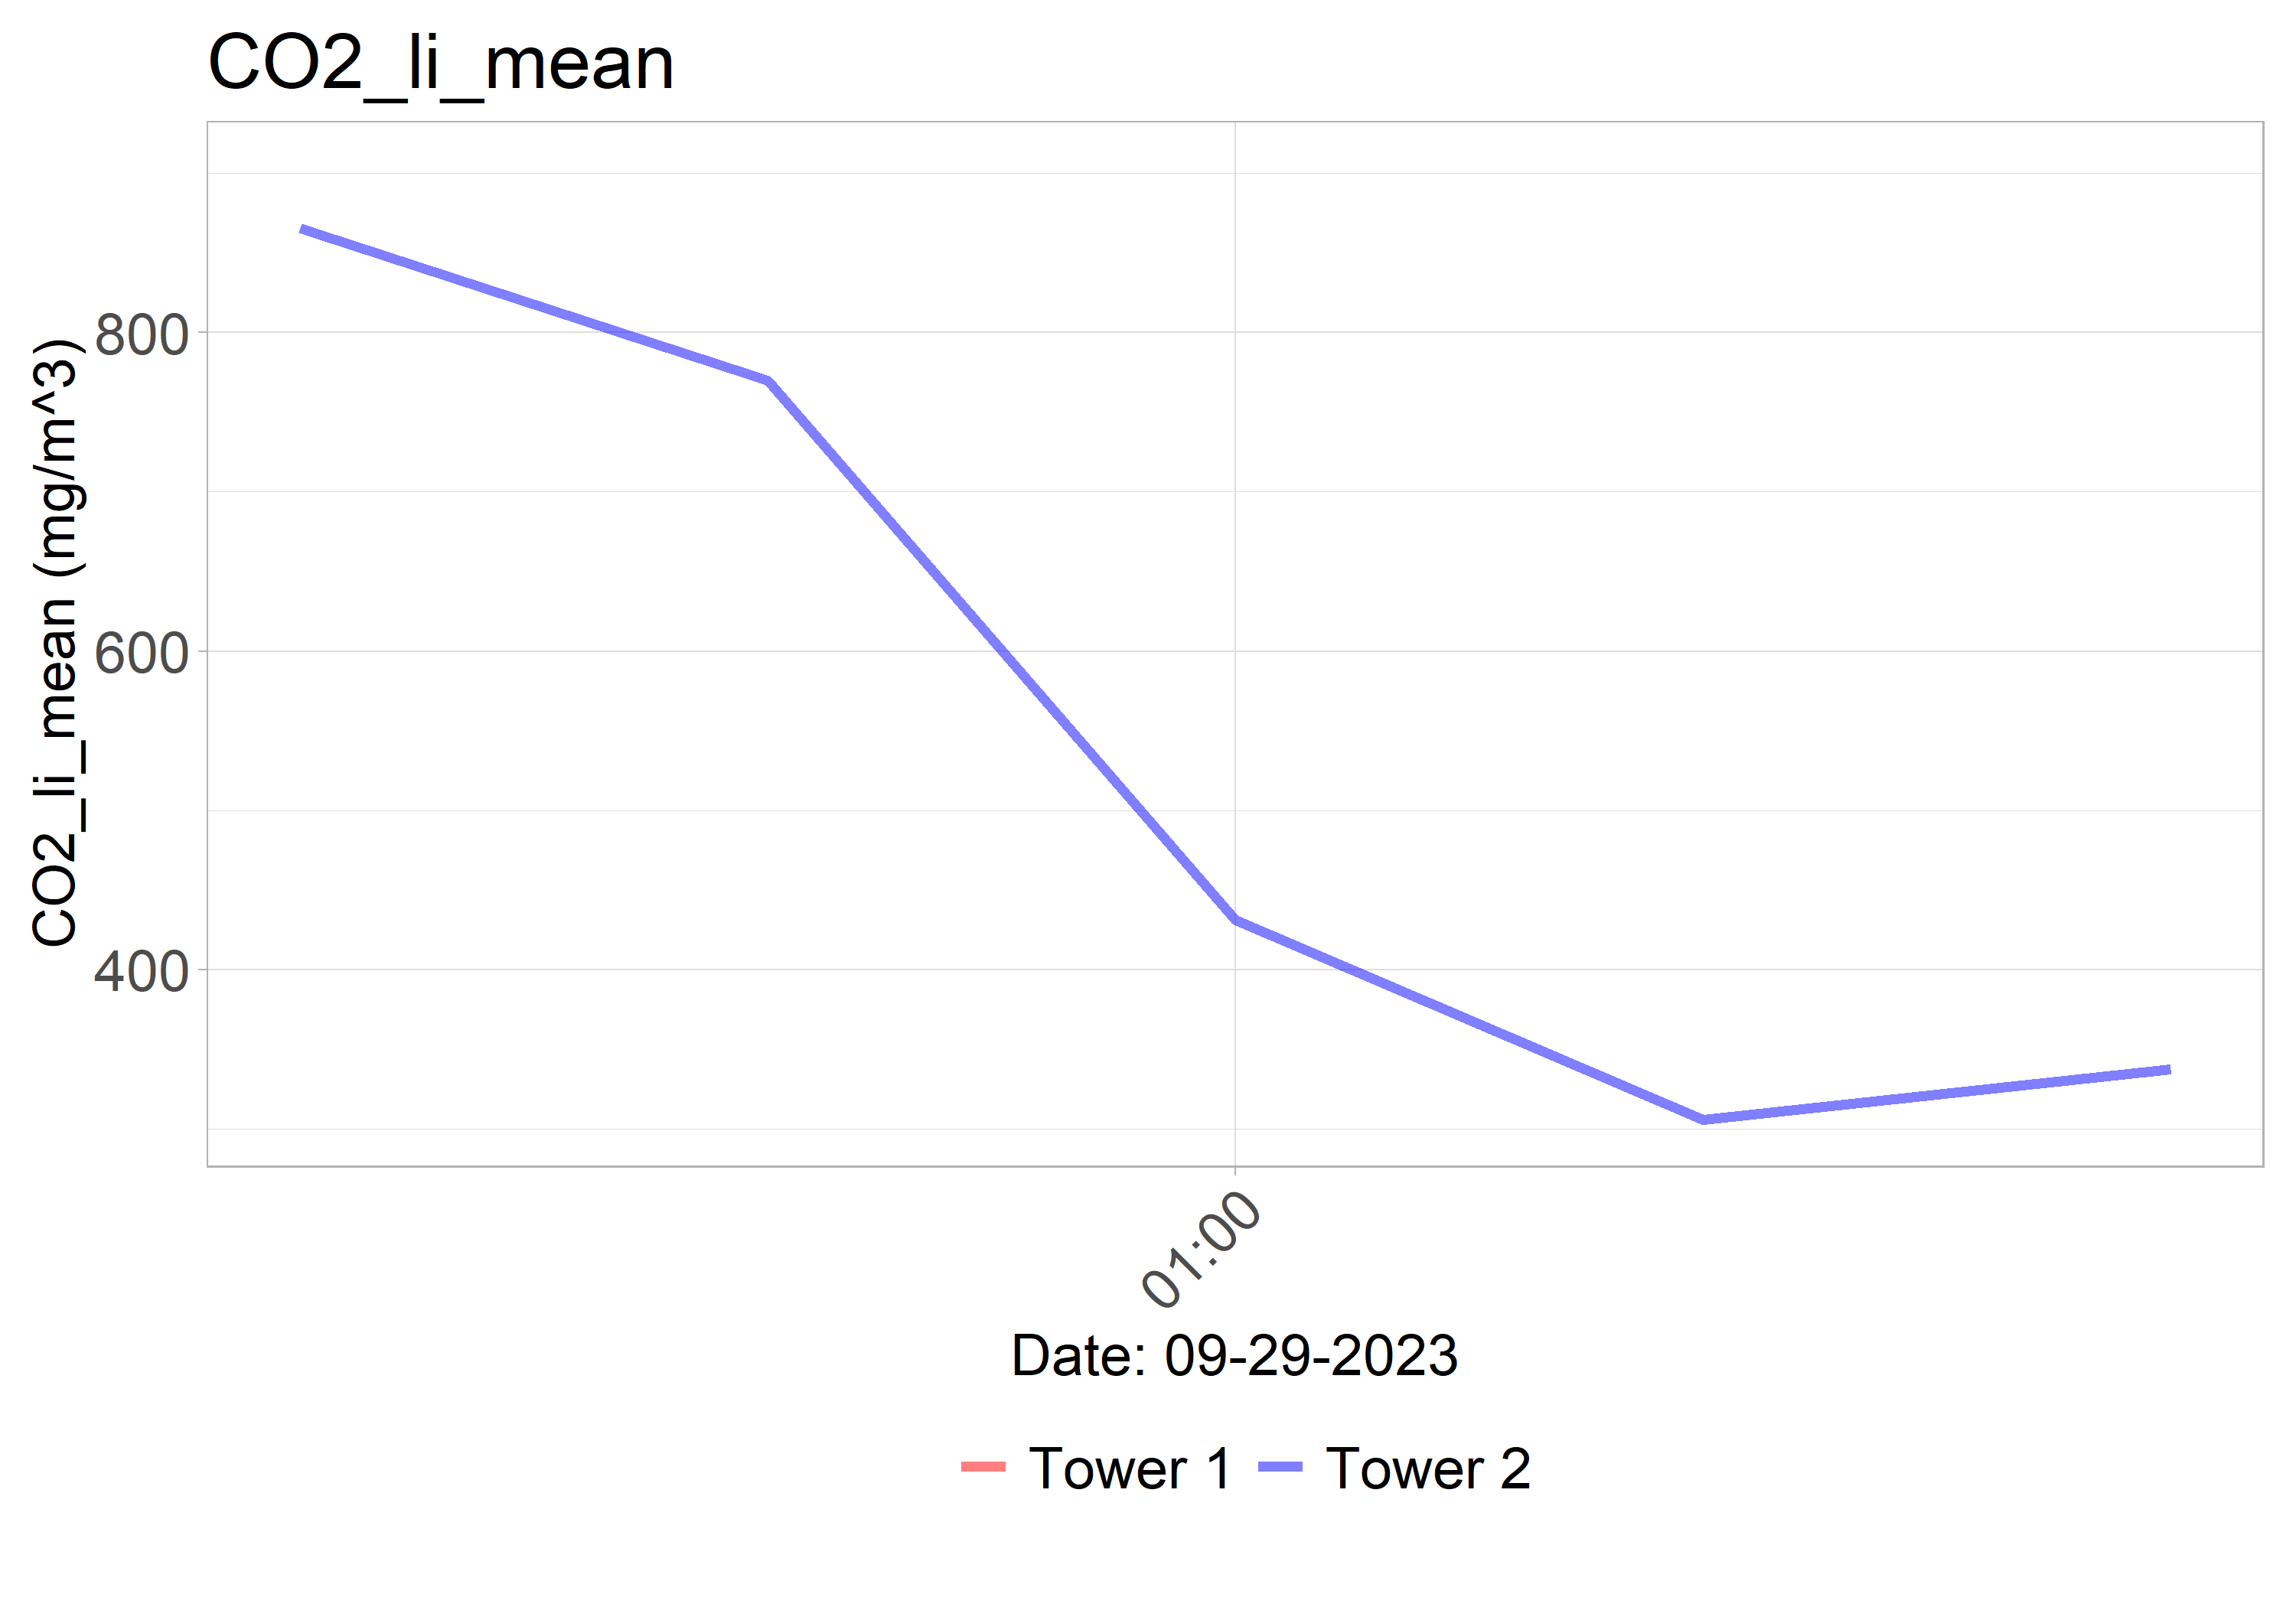 CO2_li_mean
CO2_li_mean (mg/m^3)
800
600
400
01:00
Date: 09-29-2023
Tower 1 Tower 2